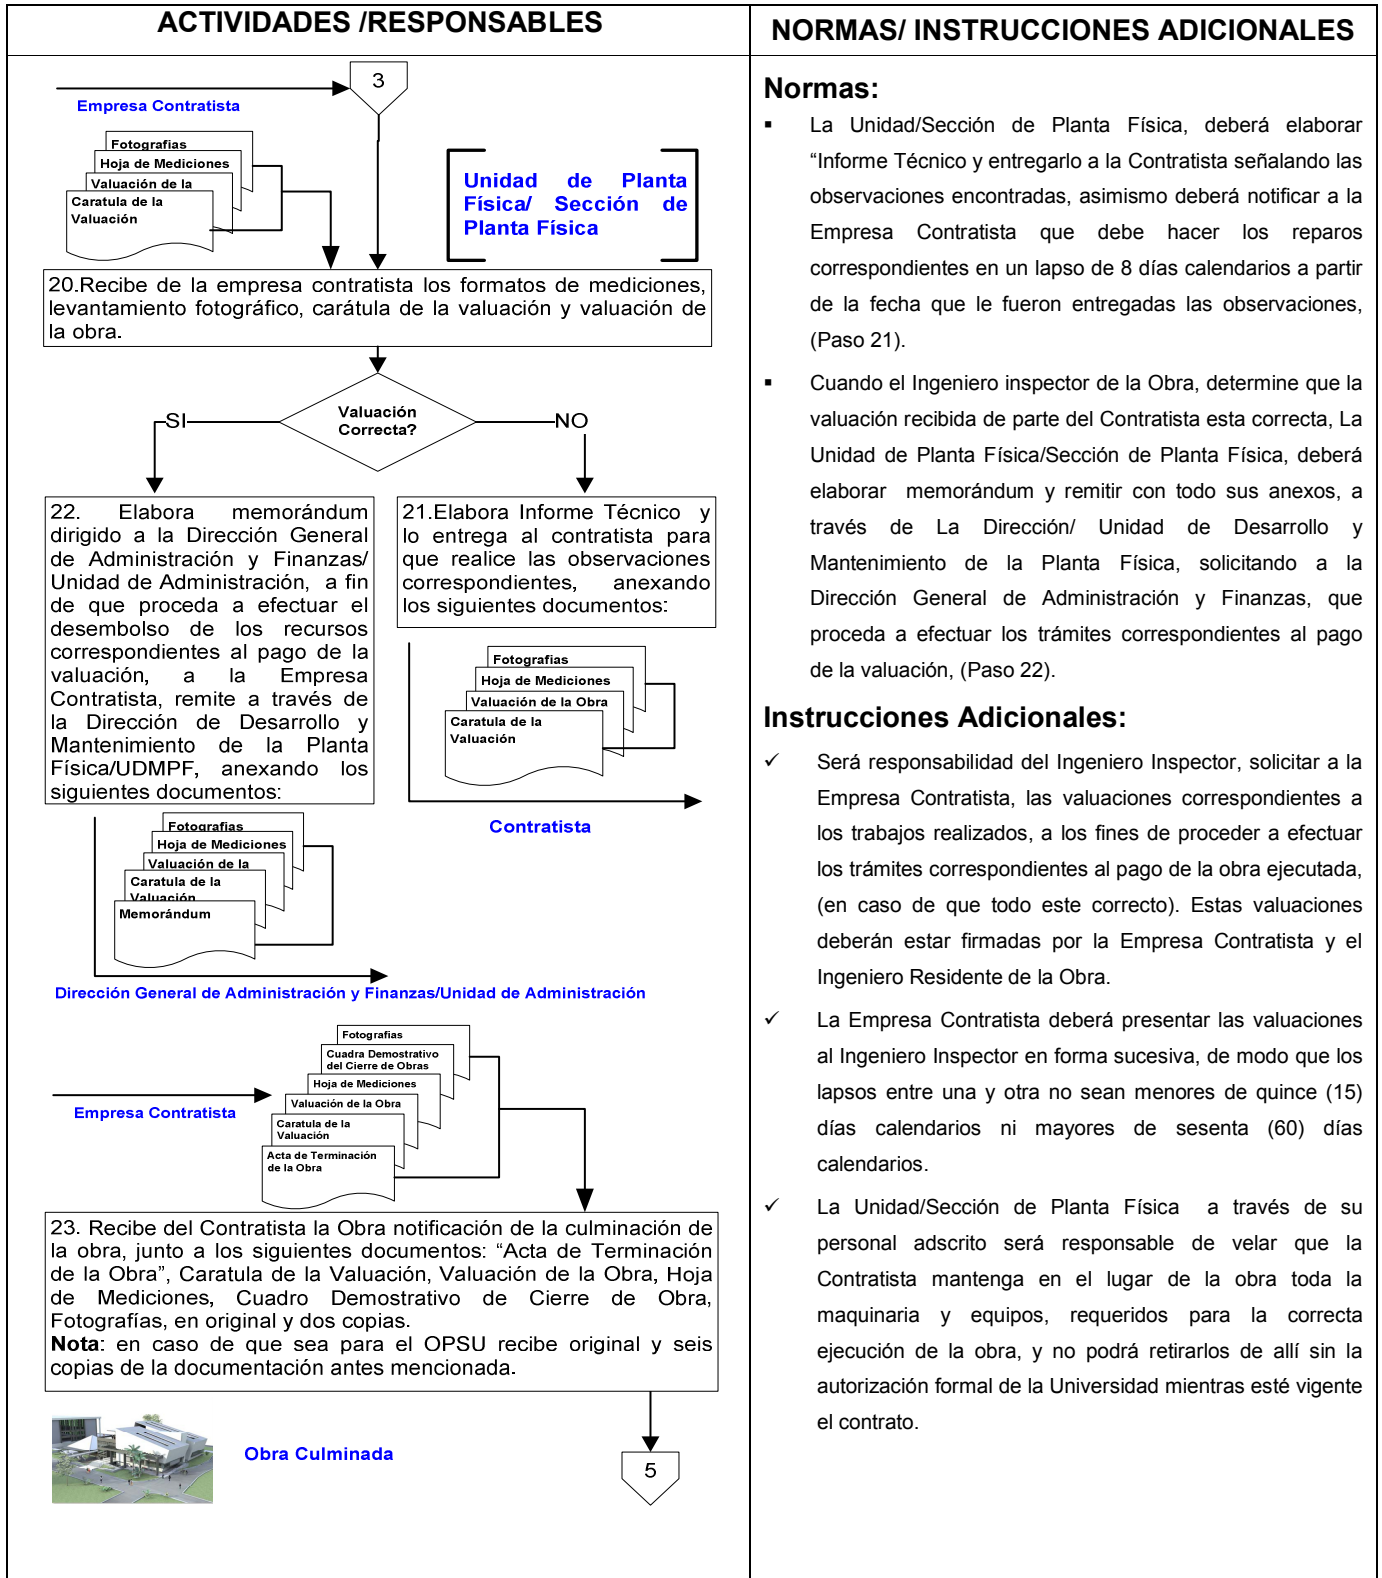 ACTIVIDADES /RESPONSABLES
3
Empresa Contratista
Fotografias
Hoja de Mediciones
Valuación de la
Caratula de la
Valuación
Unidad de Planta
Física/ Sección de
Planta Física
20.Recibe de la empresa contratista los formatos de mediciones,
levantamiento fotográfico, carátula de la valuación y valuación de
la obra.
Valuación
Correcta?
SI
NO
22. Elabora memorándum
dirigido a la Dirección General
de Administración y Finanzas/
Unidad de Administración, a fin
de que proceda a efectuar el
desembolso de los recursos
correspondientes al pago de la
valuación, a la Empresa
Contratista, remite a través de
la Dirección de Desarrollo y
Mantenimiento de la Planta
Física/UDMPF, anexando los
siguientes documentos:
21.Elabora Informe Técnico y
lo entrega al contratista para
que realice las observaciones
correspondientes, anexando
los siguientes documentos:
Fotografias
Hoja de Mediciones
Valuación de la Obra
Caratula de la
Valuación
Contratista
Fotografias
Hoja de Mediciones
Valuación de la
Caratula de la
Valuación
Memorándum
Dirección General de Administración y Finanzas/Unidad de Administración
Fotografias
Cuadra Demostrativo
del Cierre de Obras
Hoja de Mediciones
Valuación de la Obra
Caratula de la
Valuación
Acta de Terminación
de la Obra
Empresa Contratista
23. Recibe del Contratista la Obra notificación de la culminación de
la obra, junto a los siguientes documentos: “Acta de Terminación
de la Obra”, Caratula de la Valuación, Valuación de la Obra, Hoja
de Mediciones, Cuadro Demostrativo de Cierre de Obra,
Fotografías, en original y dos copias.
Nota: en caso de que sea para el OPSU recibe original y seis
copias de la documentación antes mencionada.
Obra Culminada
5
NORMAS/ INSTRUCCIONES ADICIONALES
Normas:
▪ La Unidad/Sección de Planta Física, deberá elaborar
“Informe Técnico y entregarlo a la Contratista señalando las
observaciones encontradas, asimismo deberá notificar a la
Empresa Contratista que debe hacer los reparos
correspondientes en un lapso de 8 días calendarios a partir
de la fecha que le fueron entregadas las observaciones,
(Paso 21).
▪ Cuando el Ingeniero inspector de la Obra, determine que la
valuación recibida de parte del Contratista esta correcta, La
Unidad de Planta Física/Sección de Planta Física, deberá
elaborar memorándum y remitir con todo sus anexos, a
través de La Dirección/ Unidad de Desarrollo y
Mantenimiento de la Planta Física, solicitando a la
Dirección General de Administración y Finanzas, que
proceda a efectuar los trámites correspondientes al pago
de la valuación, (Paso 22).
Instrucciones Adicionales:
✓ Será responsabilidad del Ingeniero Inspector, solicitar a la
Empresa Contratista, las valuaciones correspondientes a
los trabajos realizados, a los fines de proceder a efectuar
los trámites correspondientes al pago de la obra ejecutada,
(en caso de que todo este correcto). Estas valuaciones
deberán estar firmadas por la Empresa Contratista y el
Ingeniero Residente de la Obra.
✓ La Empresa Contratista deberá presentar las valuaciones
al Ingeniero Inspector en forma sucesiva, de modo que los
lapsos entre una y otra no sean menores de quince (15)
días calendarios ni mayores de sesenta (60) días
calendarios.
✓ La Unidad/Sección de Planta Física a través de su
personal adscrito será responsable de velar que la
Contratista mantenga en el lugar de la obra toda la
maquinaria y equipos, requeridos para la correcta
ejecución de la obra, y no podrá retirarlos de allí sin la
autorización formal de la Universidad mientras esté vigente
el contrato.